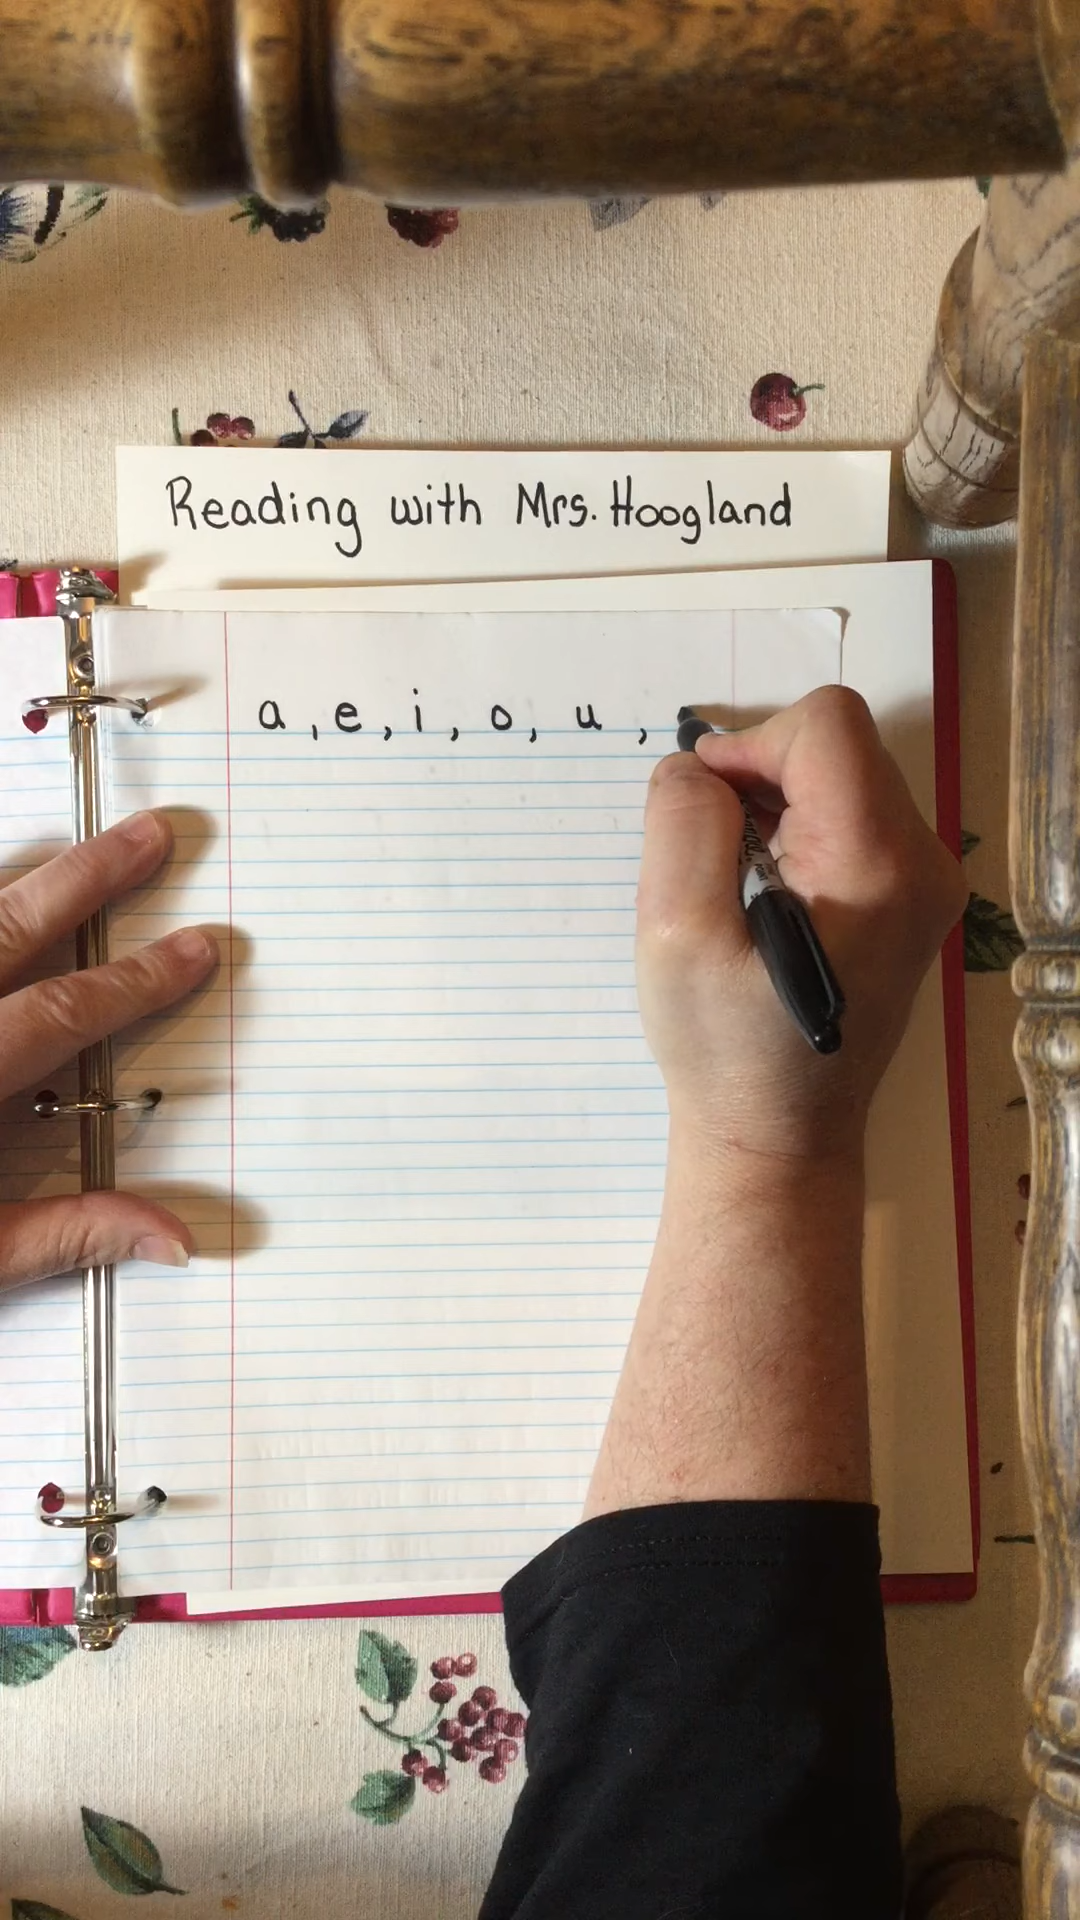 Reading with Mrs. Hoogland
a , e , i , o , u ,